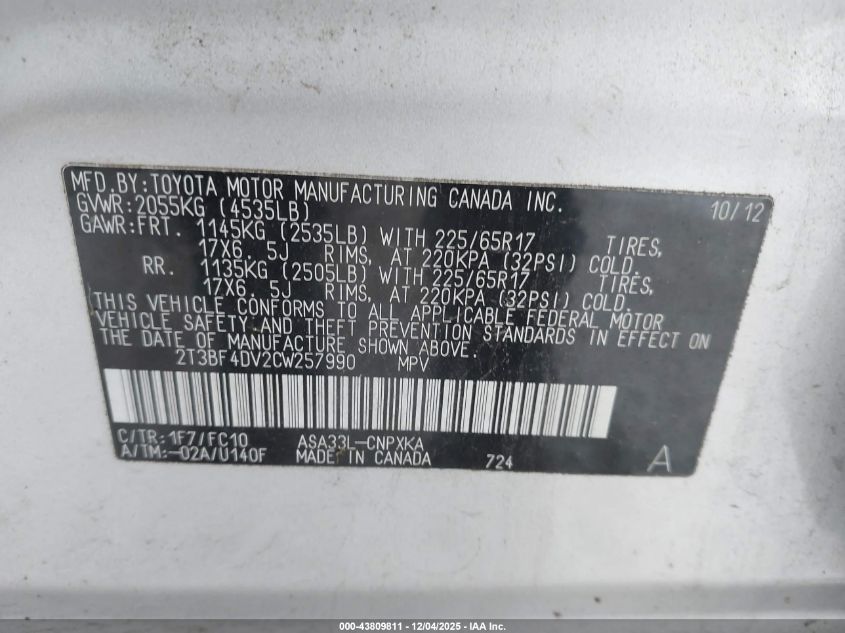 MFD.BY:TOYOTA MOTOR MANUFACTURING CANADA INC. 10/12
GVWR:2055KG (4535LB)
GAWR:FRT. 1145KG (2535LB) WITH 225/65R17 TIRES,
17X6.5J RIMS, AT 220KPA (32PSI) COLD.
RR. 1135KG (2505LB) WITH 225/65R17 TIRES,
17X6.5J RIMS, AT 220KPA (32PSI) COLD.
THIS VEHICLE CONFORMS TO ALL APPLICABLE FEDERAL MOTOR
VEHICLE SAFETY AND THEFT PREVENTION STANDARDS IN EFFECT ON
THE DATE OF MANUFACTURE SHOWN ABOVE.
2T3BF4DV2CW257990 MPV
C/TR:1F7/FC10 ASA33L-CNPXKA
A/TM:-02A/U140F MADE IN CANADA 724 A
000-43809811 - 12/04/2025 - IAA Inc.